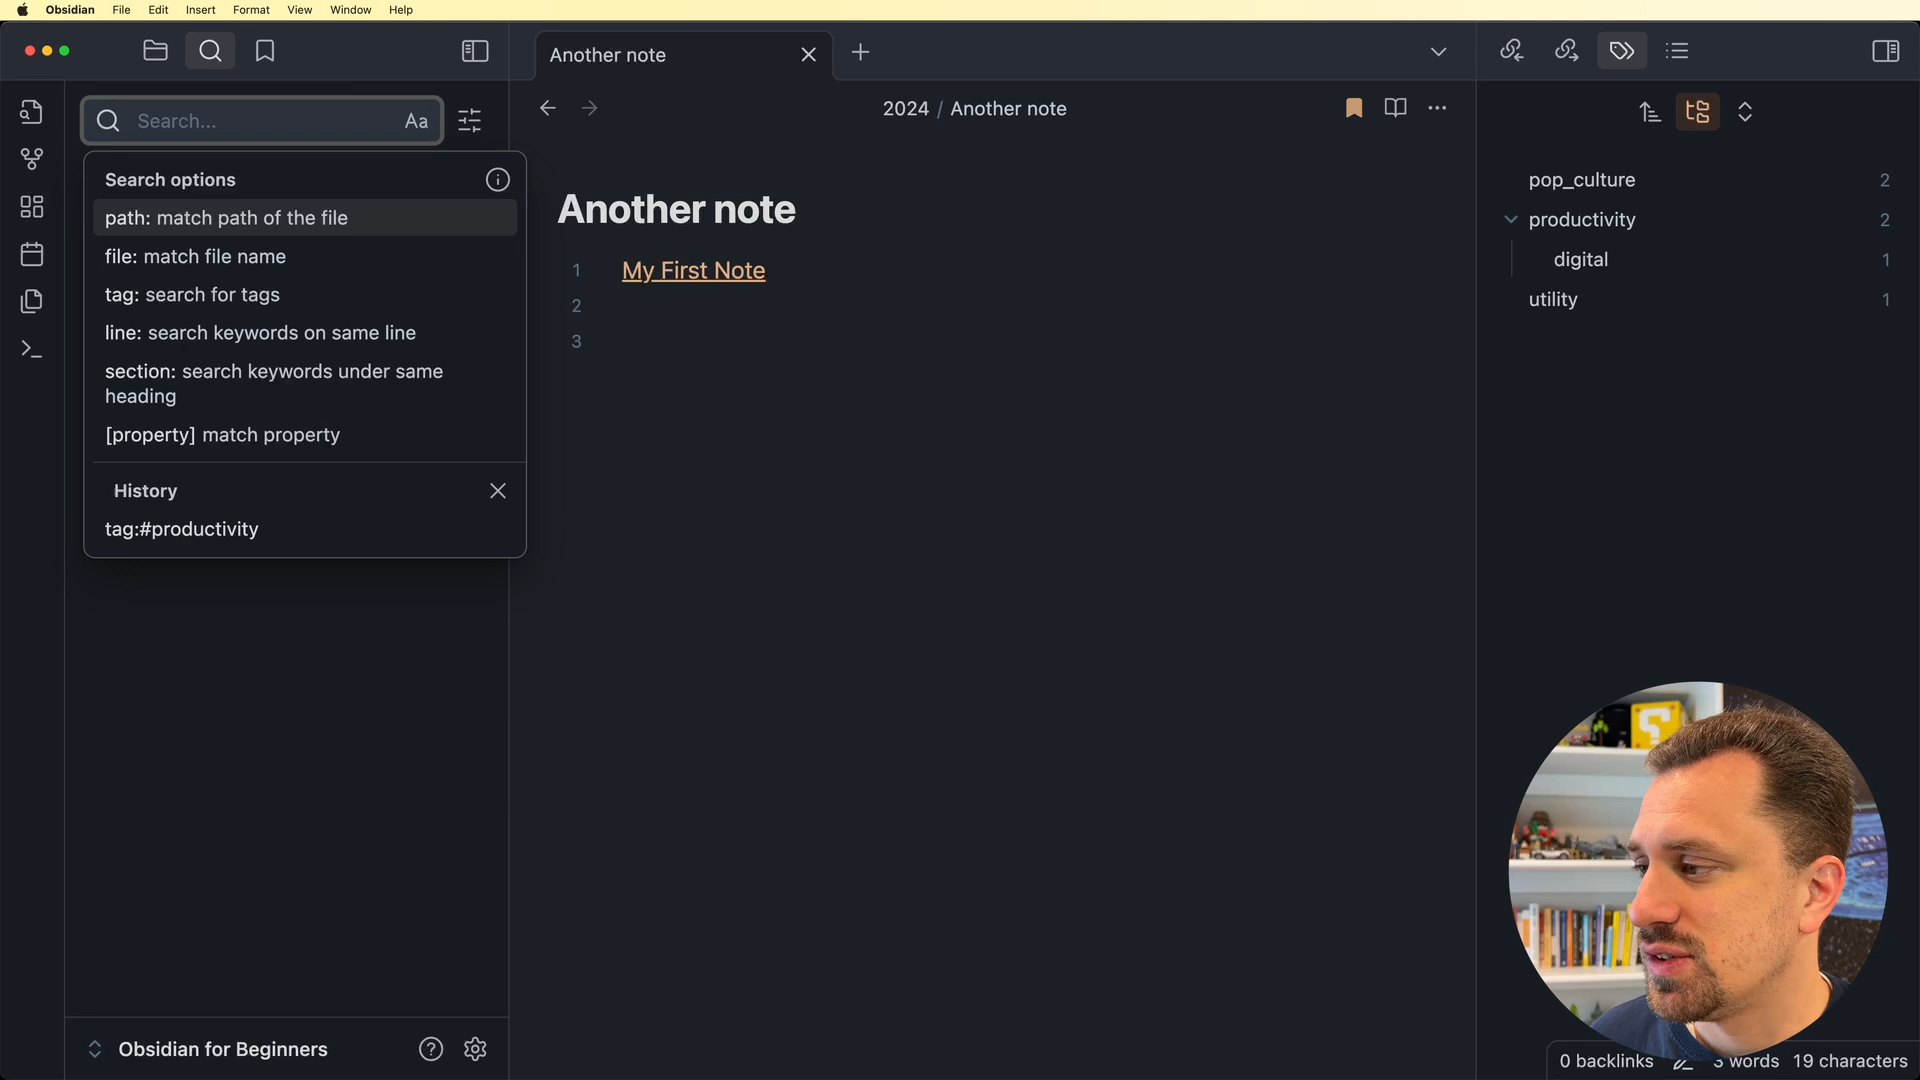 Obsidian File Edit Insert Format View Window Help
Another note
Search... Aa
2024 / Another note
Search options
path: match path of the file
file: match file name
tag: search for tags
line: search keywords on same line
section: search keywords under same
heading
[property] match property
History
tag:#productivity
Another note
1 My First Note
2
3
pop_culture 2
productivity 2
digital 1
utility 1
Obsidian for Beginners
0 backlinks 3 words 19 characters